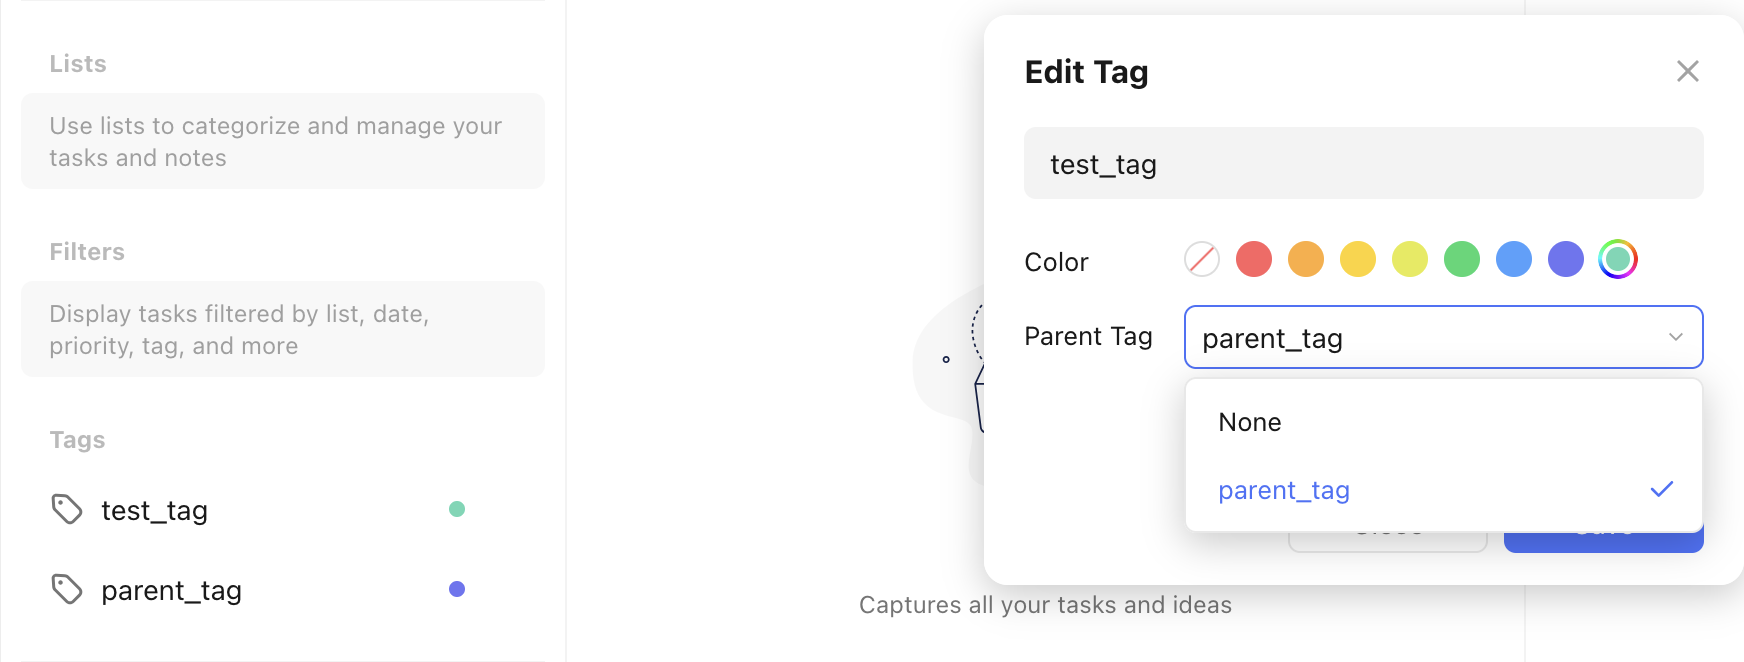 Lists
Use lists to categorize and manage your
tasks and notes
Filters
Display tasks filtered by list, date,
priority, tag, and more
Tags
test_tag
parent_tag
Captures all your tasks and ideas
Edit Tag
test_tag
Color
Parent Tag
parent_tag
None
parent_tag